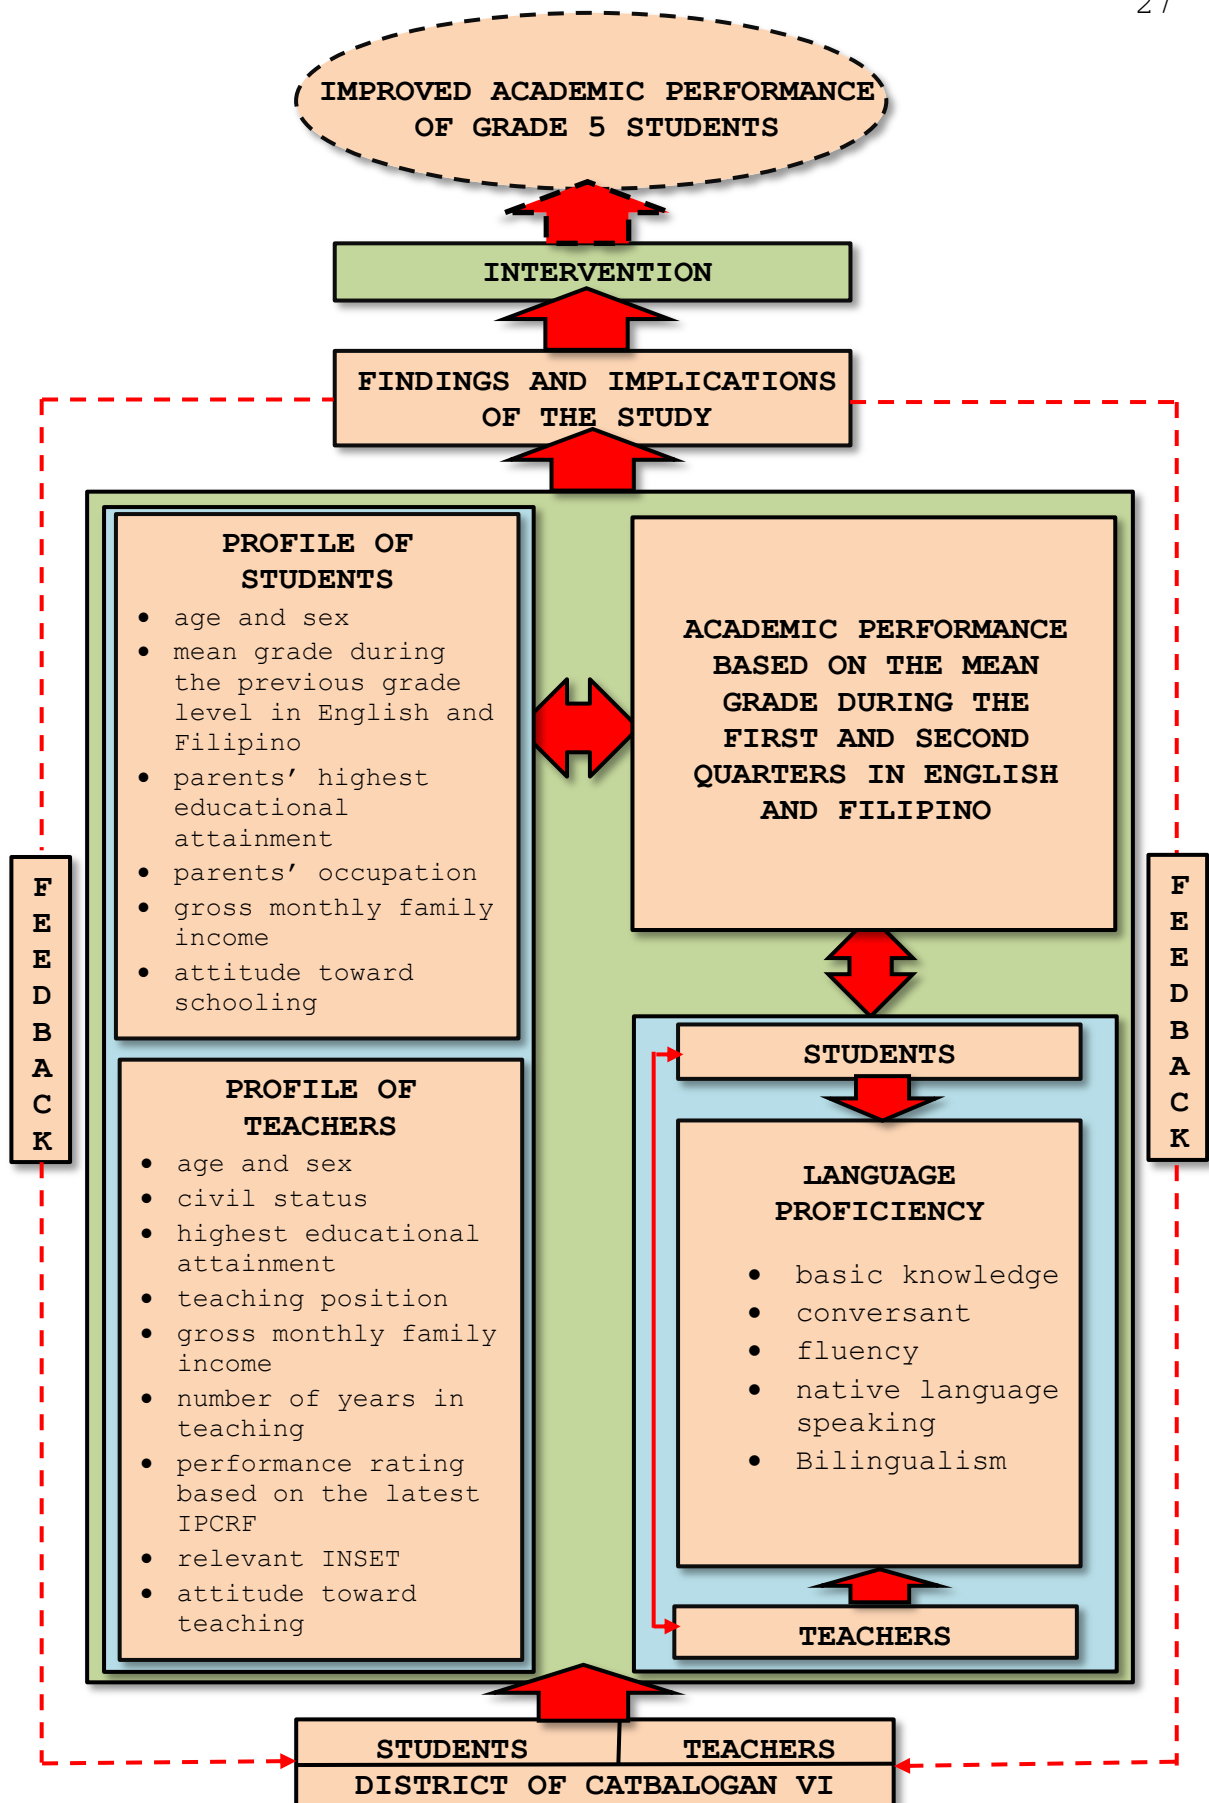 27
IMPROVED ACADEMIC PERFORMANCE
OF GRADE 5 STUDENTS
INTERVENTION
FINDINGS AND IMPLICATIONS
OF THE STUDY
PROFILE OF
STUDENTS
• age and sex
• mean grade during
the previous grade
level in English and
Filipino
• parents’ highest
educational
attainment
• parents’ occupation
• gross monthly family
income
• attitude toward
schooling
ACADEMIC PERFORMANCE
BASED ON THE MEAN
GRADE DURING THE
FIRST AND SECOND
QUARTERS IN ENGLISH
AND FILIPINO
F
E
E
D
B
A
C
K
F
E
E
D
B
A
C
K
PROFILE OF
TEACHERS
• age and sex
• civil status
• highest educational
attainment
• teaching position
• gross monthly family
income
• number of years in
teaching
• performance rating
based on the latest
IPCRF
• relevant INSET
• attitude toward
teaching
STUDENTS
LANGUAGE
PROFICIENCY
• basic knowledge
• conversant
• fluency
• native language
speaking
• Bilingualism
TEACHERS
STUDENTS
TEACHERS
DISTRICT OF CATBALOGAN VI